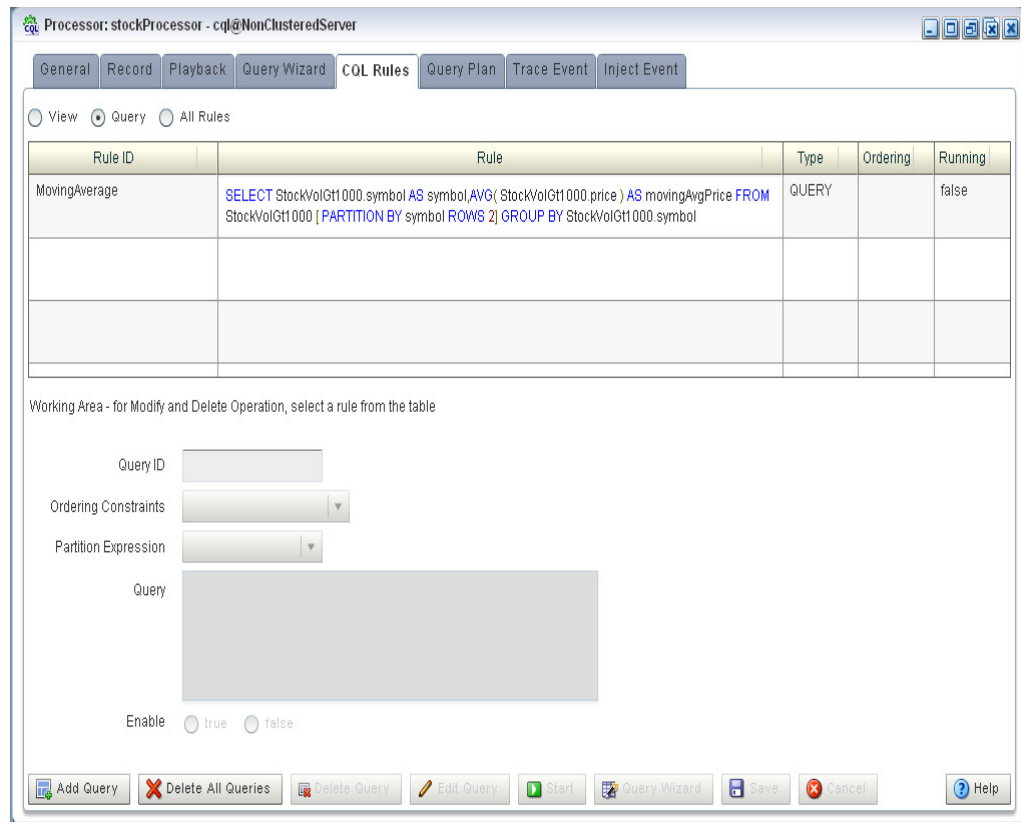 CQL Processor: stockProcessor - cql@NonClusteredServer
General Record Playback Query Wizard CQL Rules Query Plan Trace Event Inject Event
View Query All Rules
Rule ID Rule Type Ordering Running
MovingAverage SELECT StockVolGt1000.symbol AS symbol,AVG( StockVolGt1000.price ) AS movingAvgPrice FROM QUERY false
StockVolGt1000 [ PARTITION BY symbol ROWS 2] GROUP BY StockVolGt1000.symbol
Working Area - for Modify and Delete Operation, select a rule from the table
Query ID
Ordering Constraints
Partition Expression
Query
Enable true false
Add Query Delete All Queries Delete Query Edit Query Start Query Wizard Save Cancel Help